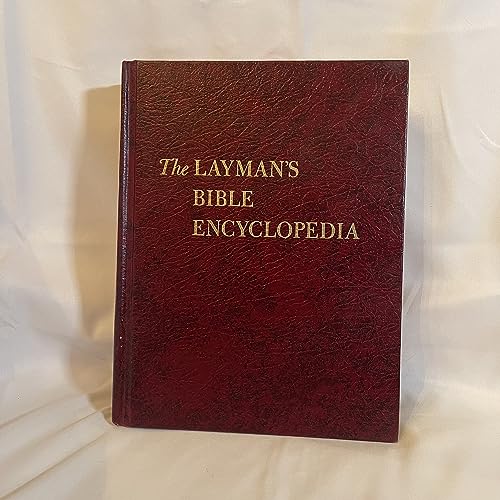 The LAYMAN'S
BIBLE
ENCYCLOPEDIA